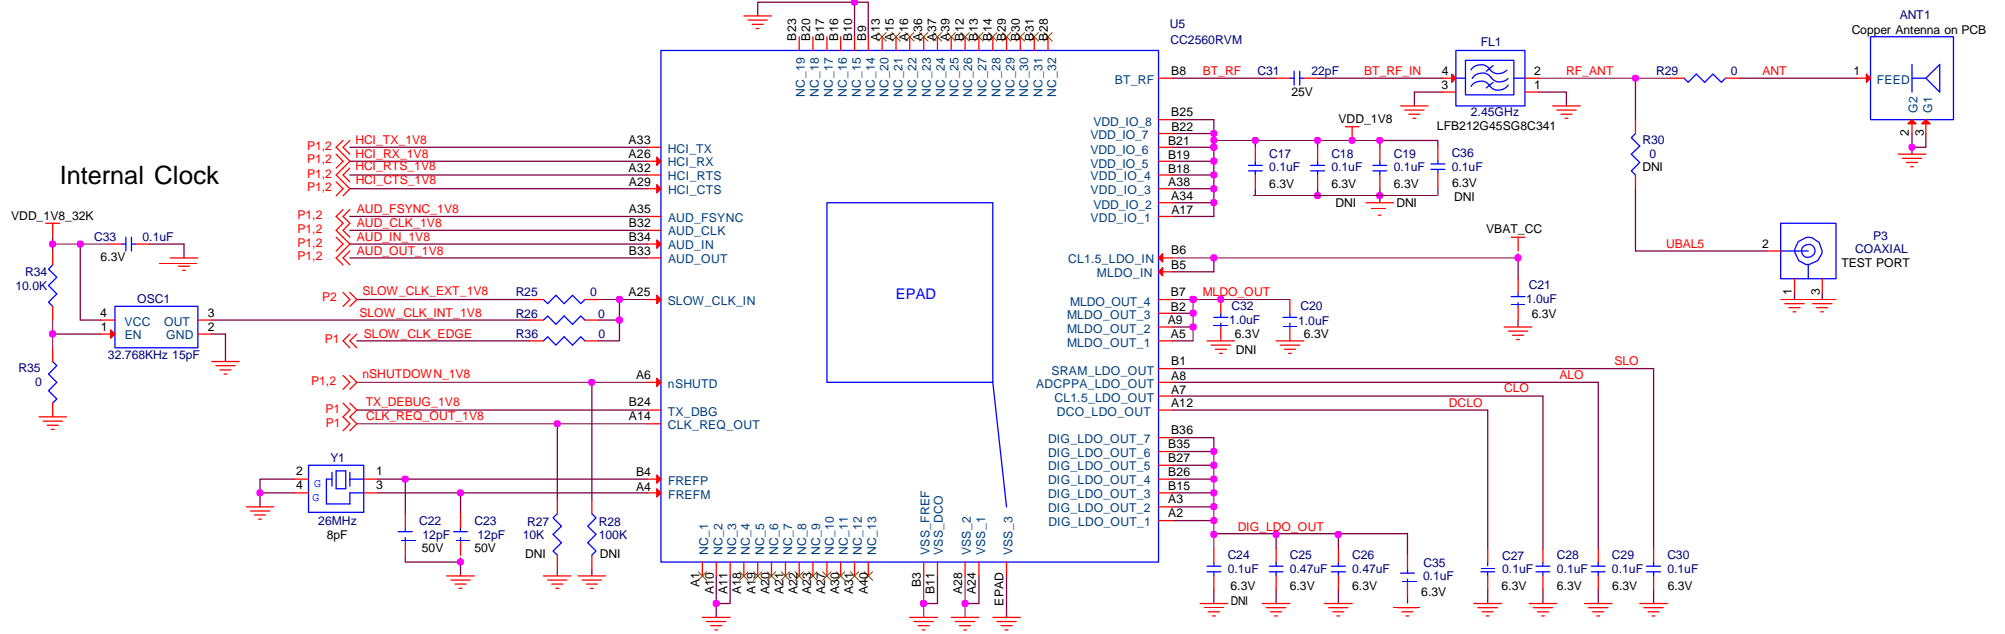 Internal Clock
VDD_1V8_32K
C33
0.1uF
6.3V
R34
10.0K
OSC1
4
1
VCC
EN
OUT
GND
3
2
32.768KHz 15pF
R35
0
P1,2
HCI_TX_1V8
A33
HCI_TX
P1,2
HCI_RX_1V8
A26
HCI_RX
P1,2
HCI_RTS_1V8
A32
HCI_RTS
P1,2
HCI_CTS_1V8
A29
HCI_CTS
P1,2
AUD_FSYNC_1V8
A35
AUD_FSYNC
P1,2
AUD_CLK_1V8
B32
AUD_CLK
P1,2
AUD_IN_1V8
B34
AUD_IN
P1,2
AUD_OUT_1V8
B33
AUD_OUT
P2
SLOW_CLK_EXT_1V8
R25
0
A25
SLOW_CLK_IN
SLOW_CLK_INT_1V8
R26
0
P1
SLOW_CLK_EDGE
R36
0
P1,2
nSHUTDOWN_1V8
A6
nSHUTD
P1
TX_DEBUG_1V8
B24
TX_DBG
P1
CLK_REQ_OUT_1V8
A14
CLK_REQ_OUT
Y1
2
4
G
G
1
3
26MHz
8pF
B4
FREFP
A4
FREFM
C22
12pF
50V
C23
12pF
50V
R27
10K
DNI
R28
100K
DNI
B23
B20
B17
B16
B10
B9
A13
A15
A16
A36
A37
A39
B12
B13
B14
B29
B30
B31
B28
NC_19
NC_18
NC_17
NC_16
NC_15
NC_14
NC_20
NC_21
NC_22
NC_23
NC_24
NC_25
NC_26
NC_27
NC_28
NC_29
NC_30
NC_31
NC_32
EPAD
NC_1
NC_2
NC_3
NC_4
NC_5
NC_6
NC_7
NC_8
NC_9
NC_10
NC_11
NC_12
NC_13
A1
A10
A11
A18
A19
A20
A21
A22
A23
A27
A30
A31
A40
VSS_FREF
VSS_DCO
VSS_2
VSS_1
VSS_3
B3
B11
A28
A24
EPAD
U5
CC2560RVM
BT_RF
B8
BT_RF
C31
22pF
25V
BT_RF_IN
FL1
4
3
2
1
2.45GHz
LFB212G45SG8C341
RF_ANT
R29
0
ANT
ANT1
Copper Antenna on PCB
1
FEED
G2
G1
2
3
R30
0
DNI
UBAL5
2
P3
COAXIAL
TEST PORT
1
3
VDD_IO_8
B25
VDD_IO_7
B22
VDD_IO_6
B21
VDD_IO_5
B19
VDD_IO_4
B18
VDD_IO_3
A38
VDD_IO_2
A34
VDD_IO_1
A17
VDD_1V8
C17
0.1uF
6.3V
C18
0.1uF
6.3V
DNI
C19
0.1uF
6.3V
DNI
C36
0.1uF
6.3V
DNI
CL1.5_LDO_IN
B6
MLDO_IN
B5
VBAT_CC
C21
1.0uF
6.3V
MLDO_OUT_4
B7
MLDO_OUT_3
B2
MLDO_OUT_2
A9
MLDO_OUT_1
A5
MLDO_OUT
C32
1.0uF
6.3V
DNI
C20
1.0uF
6.3V
SRAM_LDO_OUT
B1
SLO
ADCPPA_LDO_OUT
A8
ALO
CL1.5_LDO_OUT
A7
CLO
DCO_LDO_OUT
A12
DCLO
DIG_LDO_OUT_7
B36
DIG_LDO_OUT_6
B35
DIG_LDO_OUT_5
B27
DIG_LDO_OUT_4
B26
DIG_LDO_OUT_3
B15
DIG_LDO_OUT_2
A3
DIG_LDO_OUT_1
A2
DIG_LDO_OUT
C24
0.1uF
6.3V
DNI
C25
0.47uF
6.3V
C26
0.47uF
6.3V
C35
0.1uF
6.3V
C27
0.1uF
6.3V
C28
0.1uF
6.3V
C29
0.1uF
6.3V
C30
0.1uF
6.3V